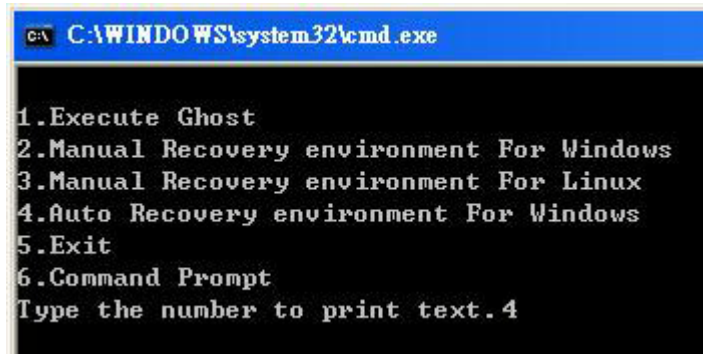 C:\WINDOWS\system32\cmd.exe
1.Execute Ghost
2.Manual Recovery environment For Windows
3.Manual Recovery environment For Linux
4.Auto Recovery environment For Windows
5.Exit
6.Command Prompt
Type the number to print text.4